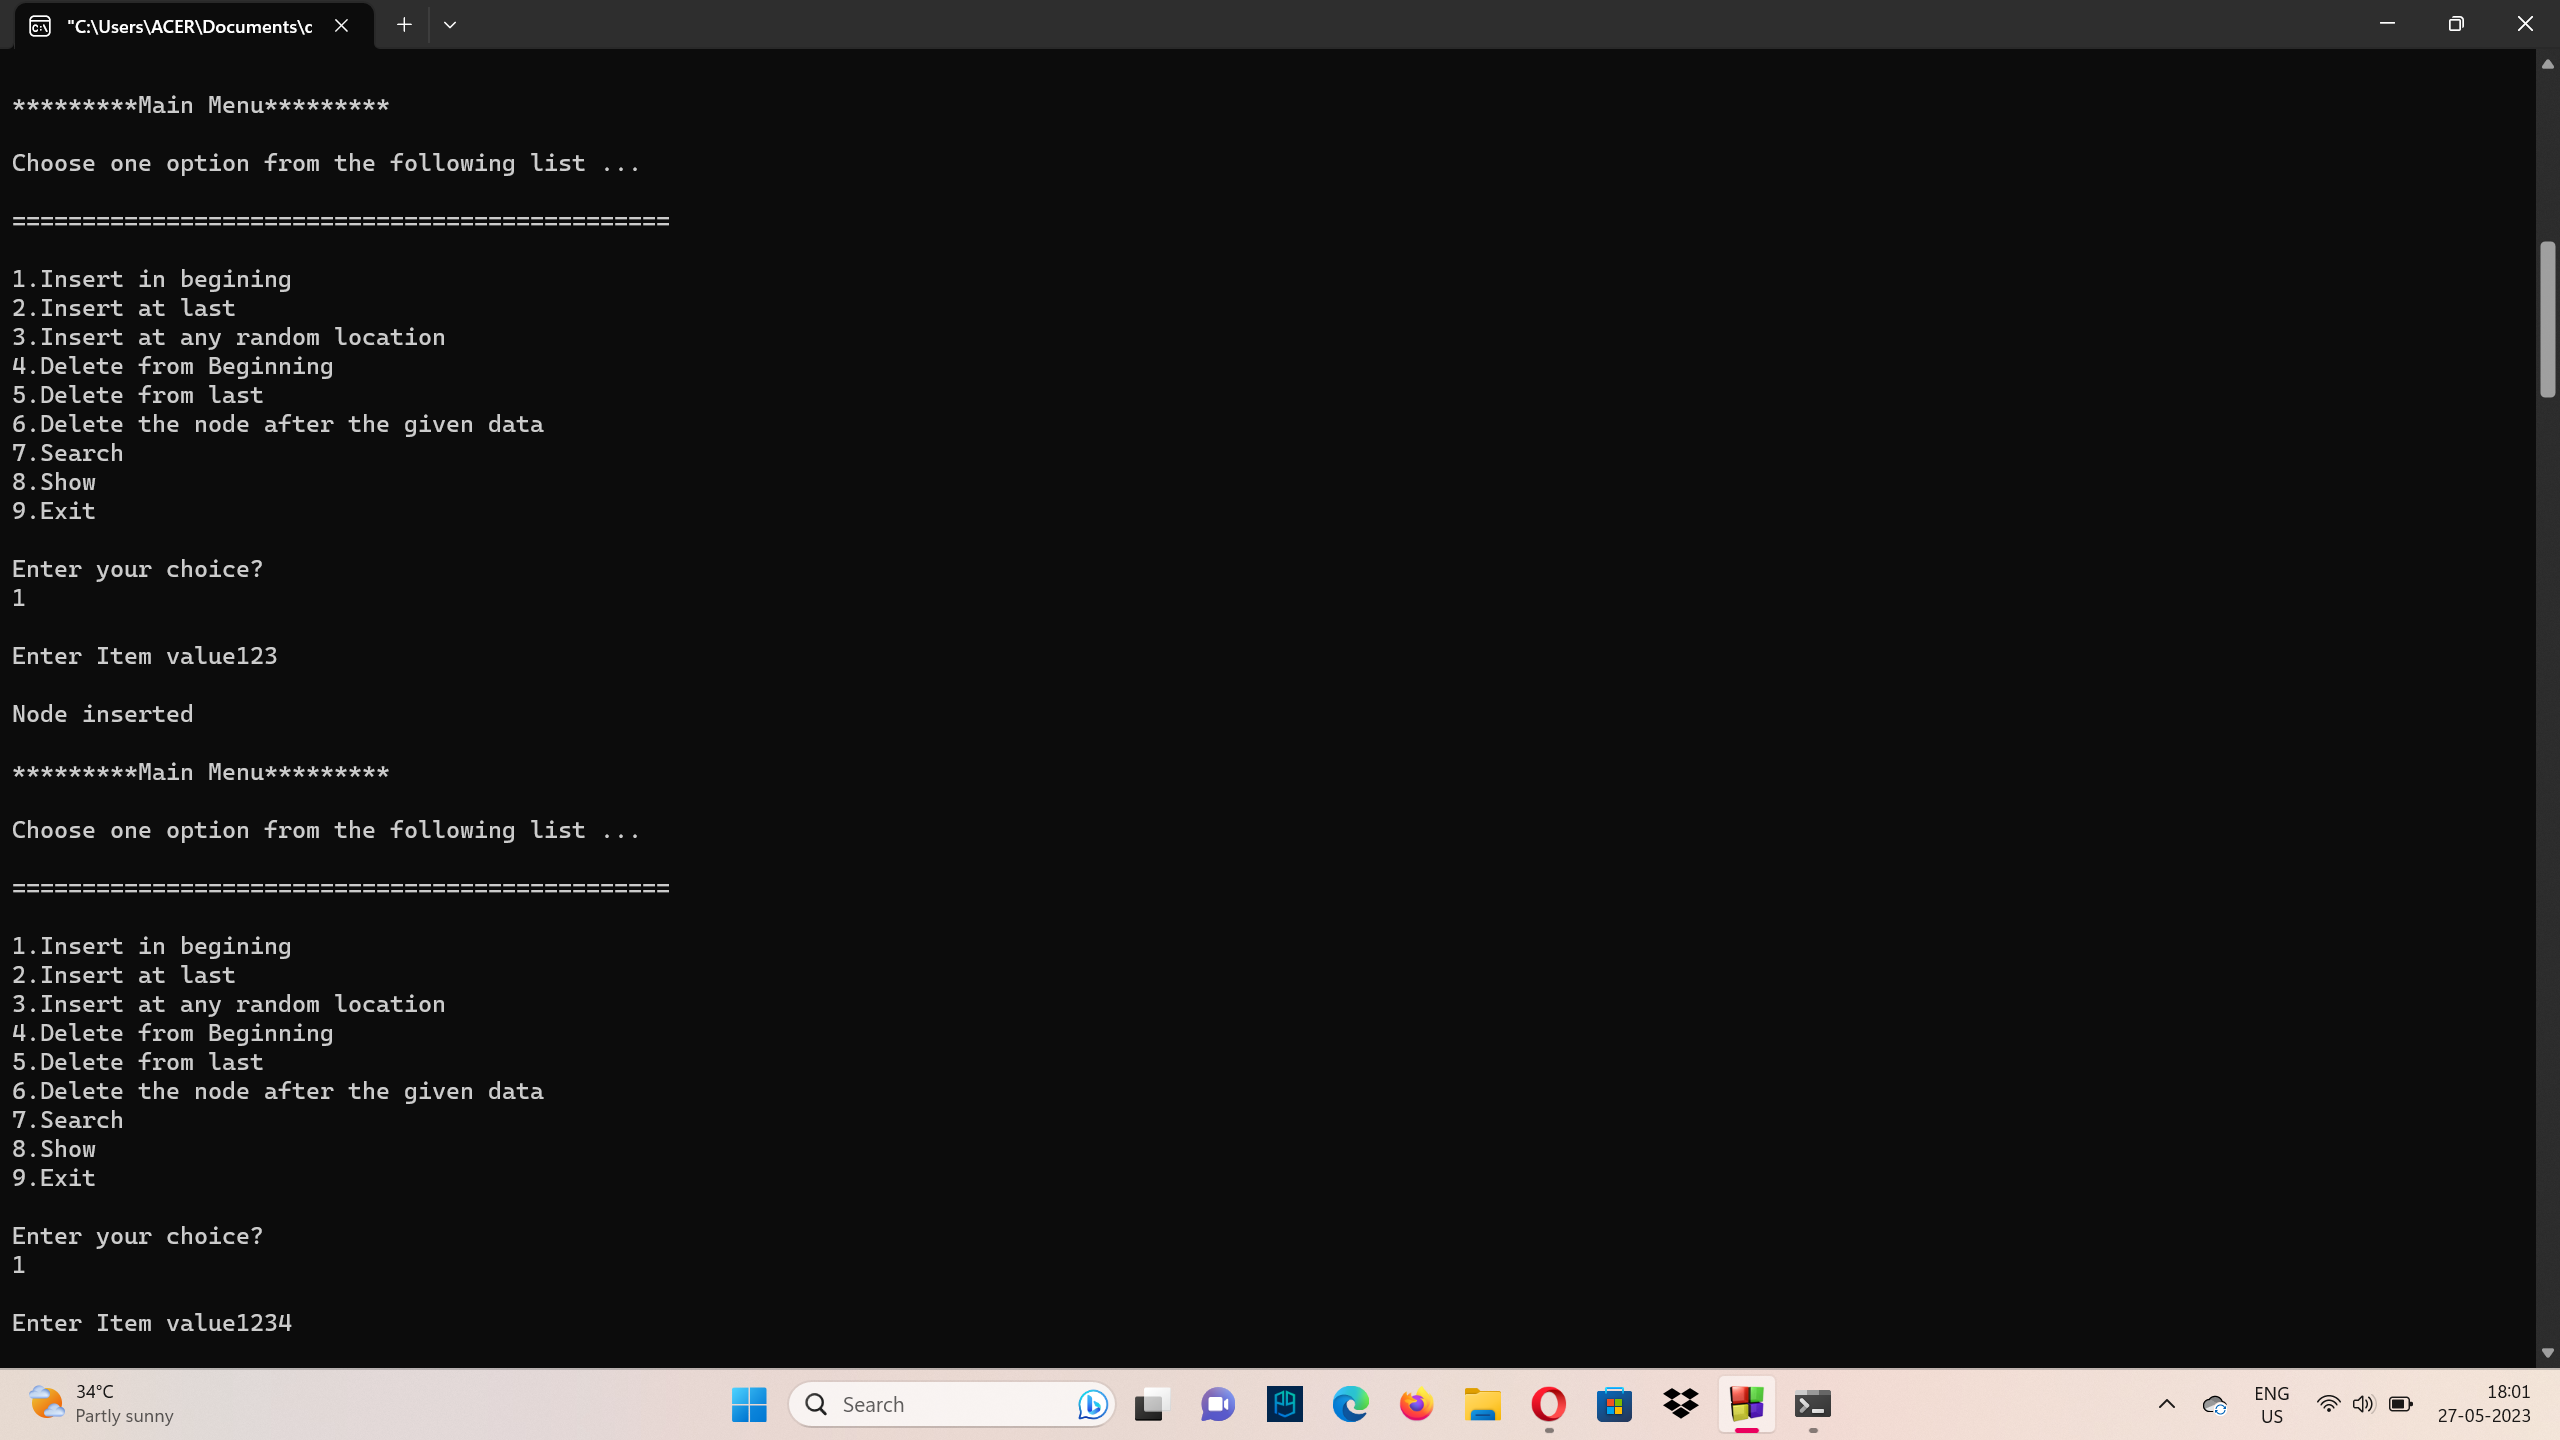 "C:\Users\ACER\Documents\c
*********Main Menu*********
Choose one option from the following list ...
===============================================
1.Insert in begining
2.Insert at last
3.Insert at any random location
4.Delete from Beginning
5.Delete from last
6.Delete the node after the given data
7.Search
8.Show
9.Exit
Enter your choice?
1
Enter Item value123
Node inserted
*********Main Menu*********
Choose one option from the following list ...
===============================================
1.Insert in begining
2.Insert at last
3.Insert at any random location
4.Delete from Beginning
5.Delete from last
6.Delete the node after the given data
7.Search
8.Show
9.Exit
Enter your choice?
1
Enter Item value1234
34°C
Partly sunny
Search
ENG
US
18:01
27-05-2023